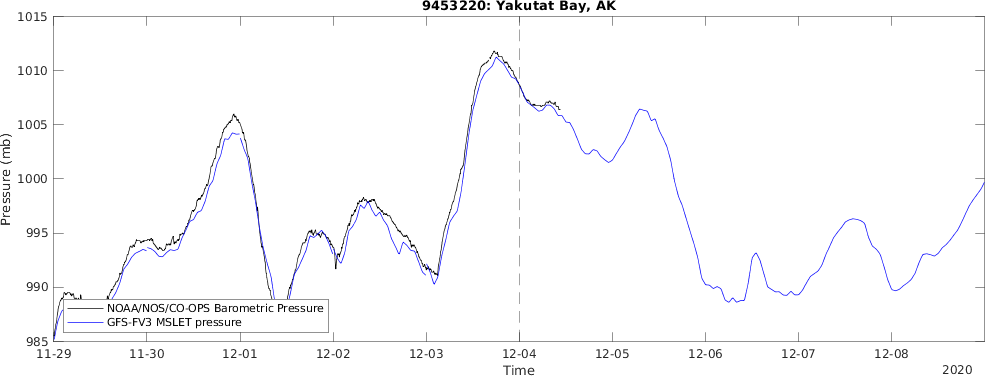 9453220: Yakutat Bay, AK
Pressure (mb)
1015
1010
1005
1000
995
990
985
NOAA/NOS/CO-OPS Barometric Pressure
GFS-FV3 MSLET pressure
11-29 11-30 12-01 12-02 12-03 12-04 12-05 12-06 12-07 12-08
Time
2020